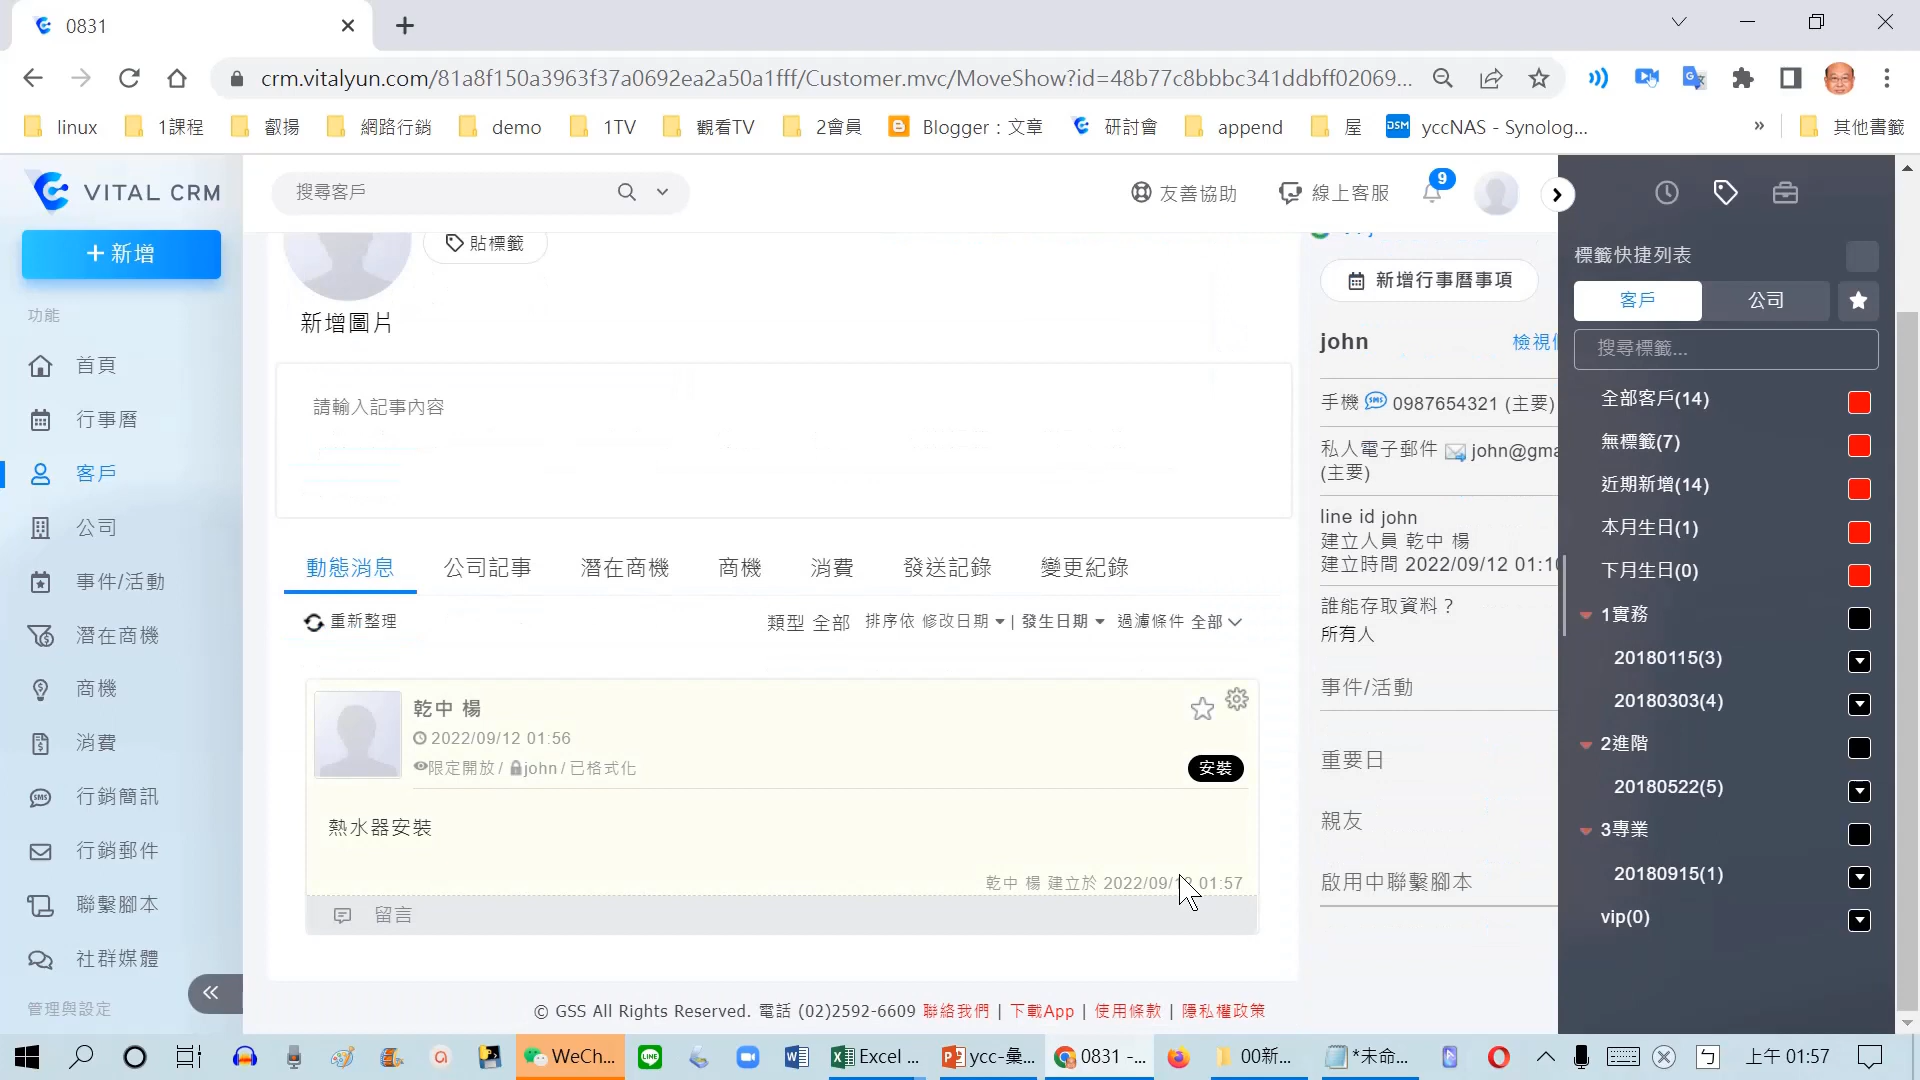 0831
crm.vitalyun.com/81a8f150a3963f37a0692ea2a50a1fff/Customer.mvc/MoveShow?id=48b77c8bbbc341ddbff02069...
linux
1課程
叡揚
網路行銷
demo
1TV
觀看TV
2會員
Blogger：文章
研討會
append
屋
DSM
yccNAS - Synolog...
»
其他書籤
VITAL CRM
搜尋客戶
友善協助
線上客服
9
+ 新增
功能
首頁
行事曆
客戶
公司
事件/活動
潛在商機
商機
消費
行銷簡訊
行銷郵件
聯繫腳本
社群媒體
管理與設定
貼標籤
新增圖片
請輸入記事內容
動態消息
公司記事
潛在商機
商機
消費
發送記錄
變更紀錄
重新整理
類型 全部
排序依 修改日期
| 發生日期
過濾條件 全部
乾中 楊
2022/09/12 01:56
限定開放 / john / 已格式化
安裝
熱水器安裝
乾中 楊 建立於 2022/09/12 01:57
留言
© GSS All Rights Reserved. 電話 (02)2592-6609 聯絡我們 | 下載App | 使用條款 | 隱私權政策
新增行事曆事項
john
手機 SMS 0987654321 (主要)
私人電子郵件 john@gma
(主要)
line id john
建立人員 乾中 楊
建立時間 2022/09/12 01:1
誰能存取資料？
所有人
事件/活動
重要日
親友
啟用中聯繫腳本
標籤快捷列表
客戶
公司
搜尋標籤...
全部客戶(14)
無標籤(7)
近期新增(14)
本月生日(1)
下月生日(0)
1實務
20180115(3)
20180303(4)
2進階
20180522(5)
3專業
20180915(1)
vip(0)
WeCh...
LINE
Excel ...
ycc-彙...
0831 -...
00新...
*未命...
ㄅ
上午 01:57